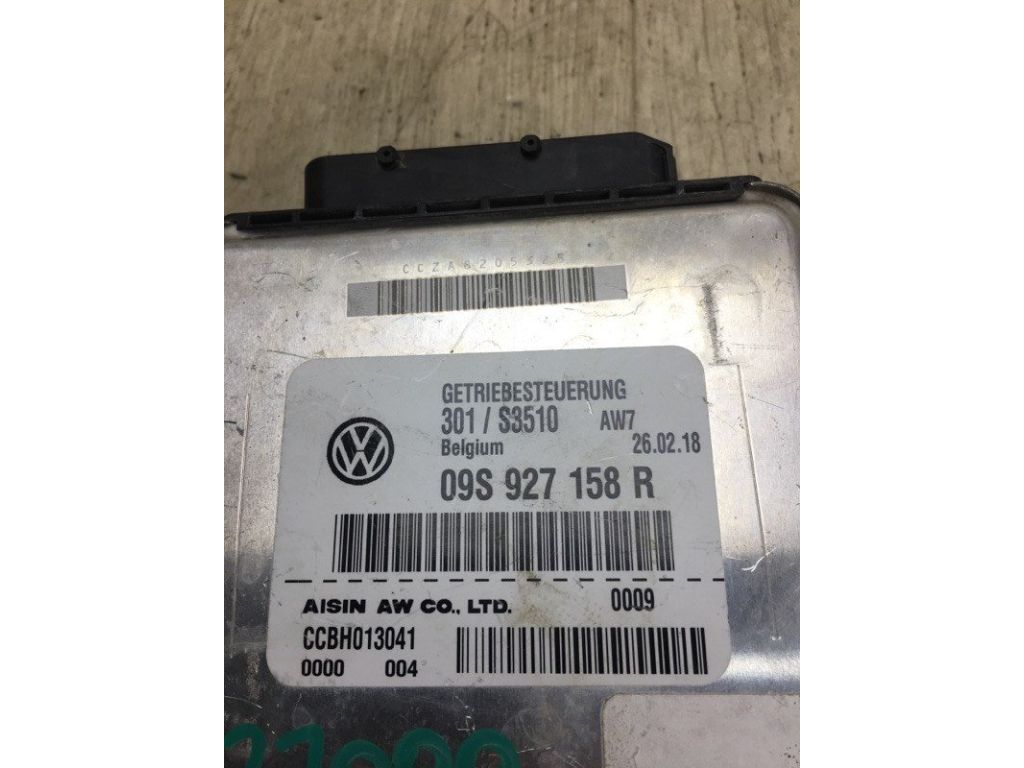 GETRIEBESTEUERUNG
301 / S3510 AW7
Belgium 26.02.18
09S 927 158 R
AISIN AW CO., LTD. 0009
CCBH013041
0000 004